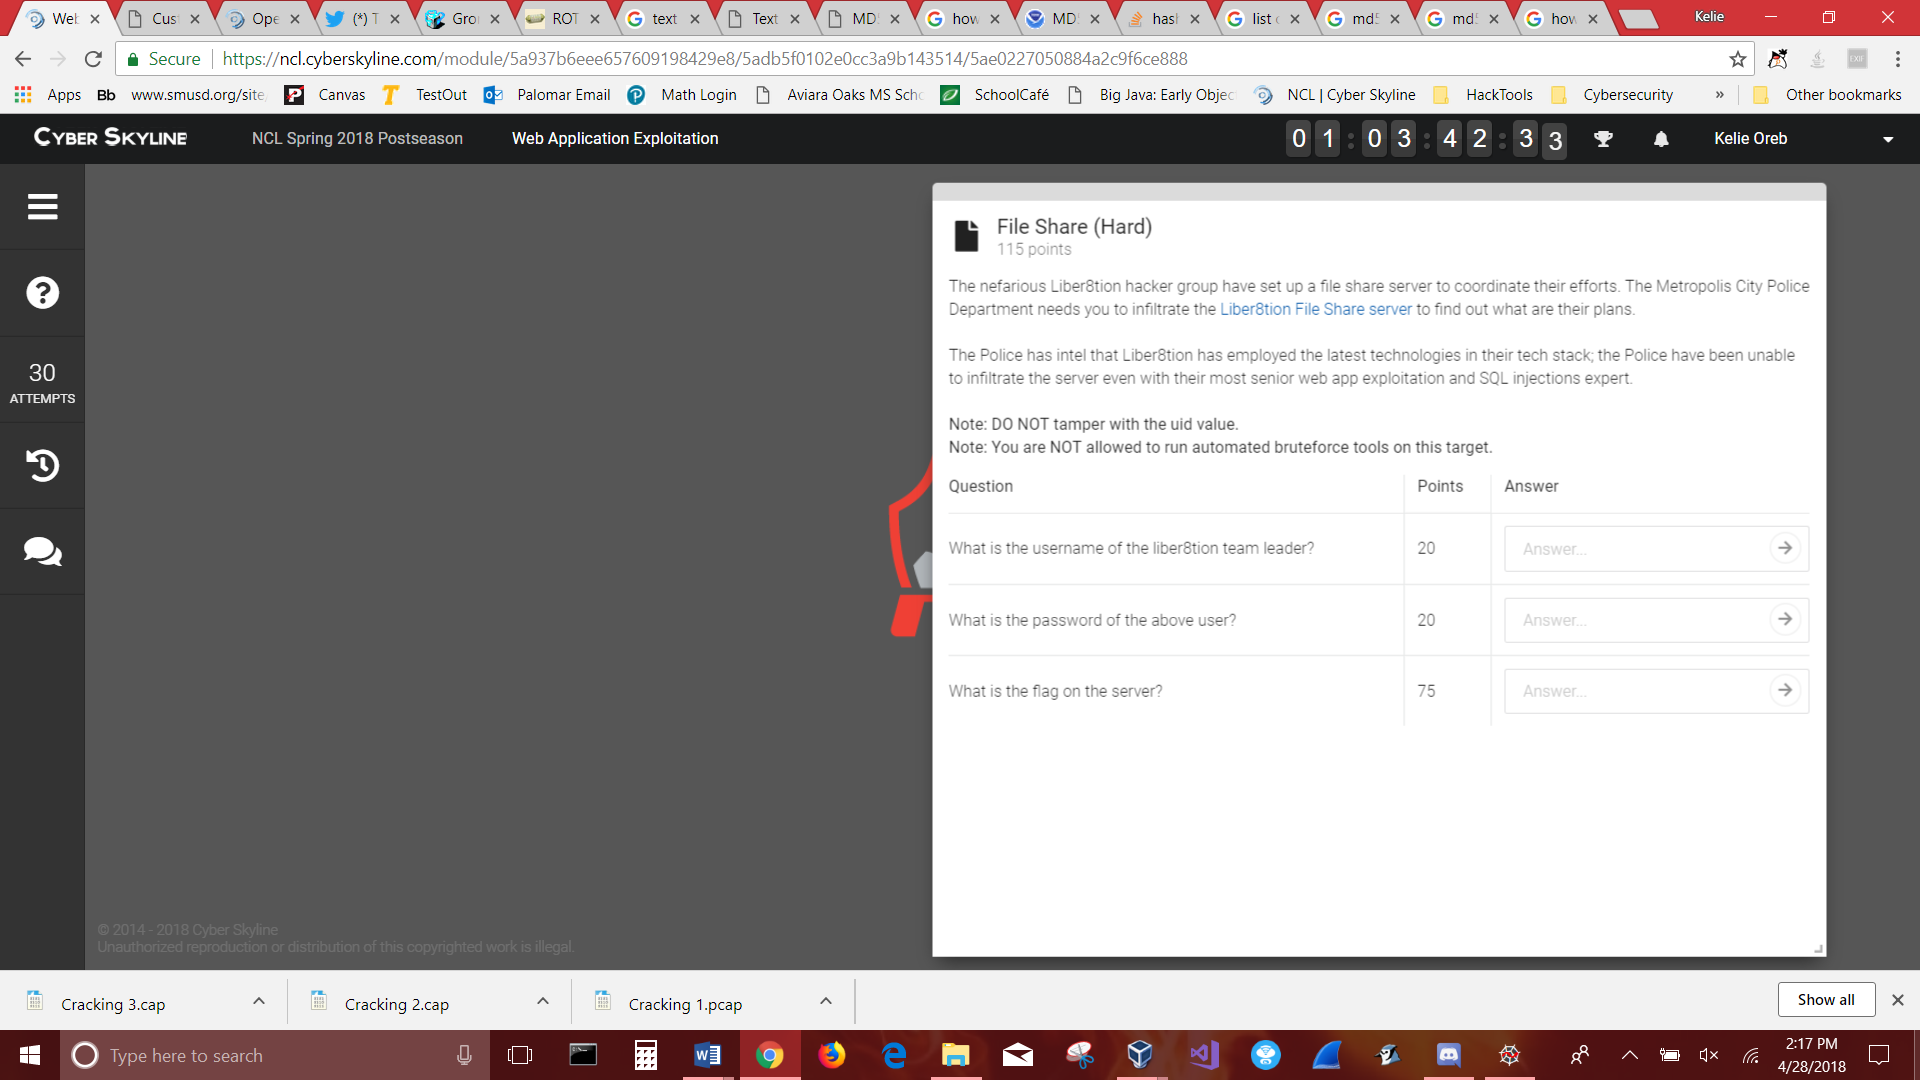 Web
Cus
Ope
(*) T
Gro
ROT
text
Text
MD
how
MD
hash
list
md5
md5
how
Kelie
Secure
https://ncl.cyberskyline.com/module/5a937b6eee657609198429e8/5adb5f0102e0cc3a9b143514/5ae0227050884a2c9f6ce888
Apps
Bb
www.smusd.org/site
Canvas
TestOut
Palomar Email
Math Login
Aviara Oaks MS Sch
SchoolCafé
Big Java: Early Objec
NCL | Cyber Skyline
HackTools
Cybersecurity
»
Other bookmarks
CYBER SKYLINE
NCL Spring 2018 Postseason
Web Application Exploitation
01:03:42:33
Kelie Oreb
30
ATTEMPTS
File Share (Hard)
115 points
The nefarious Liber8tion hacker group have set up a file share server to coordinate their efforts. The Metropolis City Police
Department needs you to infiltrate the Liber8tion File Share server to find out what are their plans.
The Police has intel that Liber8tion has employed the latest technologies in their tech stack; the Police have been unable
to infiltrate the server even with their most senior web app exploitation and SQL injections expert.
Note: DO NOT tamper with the uid value.
Note: You are NOT allowed to run automated bruteforce tools on this target.
Question Points Answer
What is the username of the liber8tion team leader? 20 Answer...
What is the password of the above user? 20 Answer...
What is the flag on the server? 75 Answer...
© 2014 - 2018 Cyber Skyline
Unauthorized reproduction or distribution of this copyrighted work is illegal.
Cracking 3.cap
Cracking 2.cap
Cracking 1.pcap
Show all
Type here to search
2:17 PM
4/28/2018